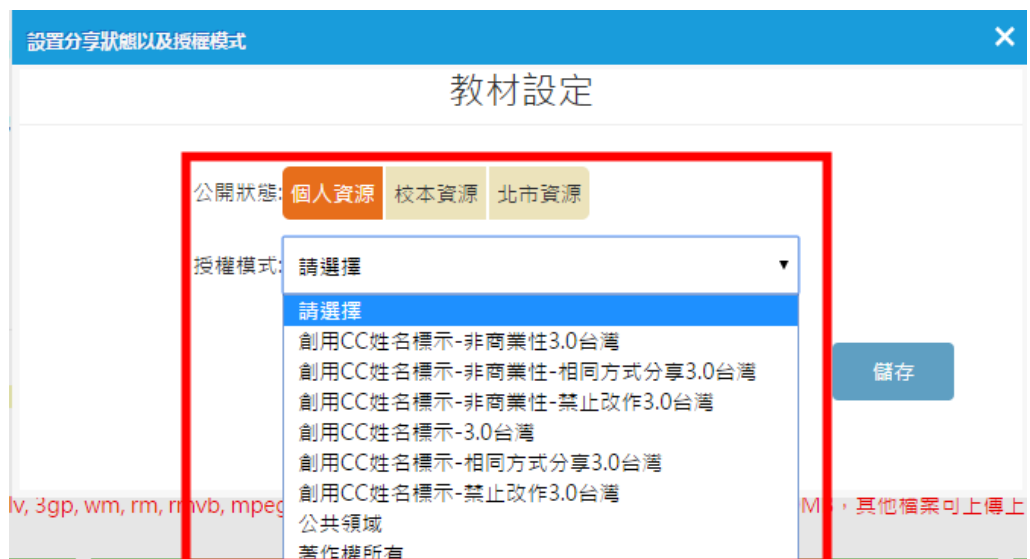 設置分享狀態以及授權模式
教材設定
公開狀態: 個人資源 校本資源 北市資源
授權模式: 請選擇
請選擇
創用CC姓名標示-非商業性3.0台灣
創用CC姓名標示-非商業性-相同方式分享3.0台灣
創用CC姓名標示-非商業性-禁止改作3.0台灣
創用CC姓名標示-3.0台灣
儲存
創用CC姓名標示-相同方式分享3.0台灣
創用CC姓名標示-禁止改作3.0台灣
lv, 3gp, wm, rm, rmvb, mpeg ，其他檔案可上傳上
公共領域
著作權所有